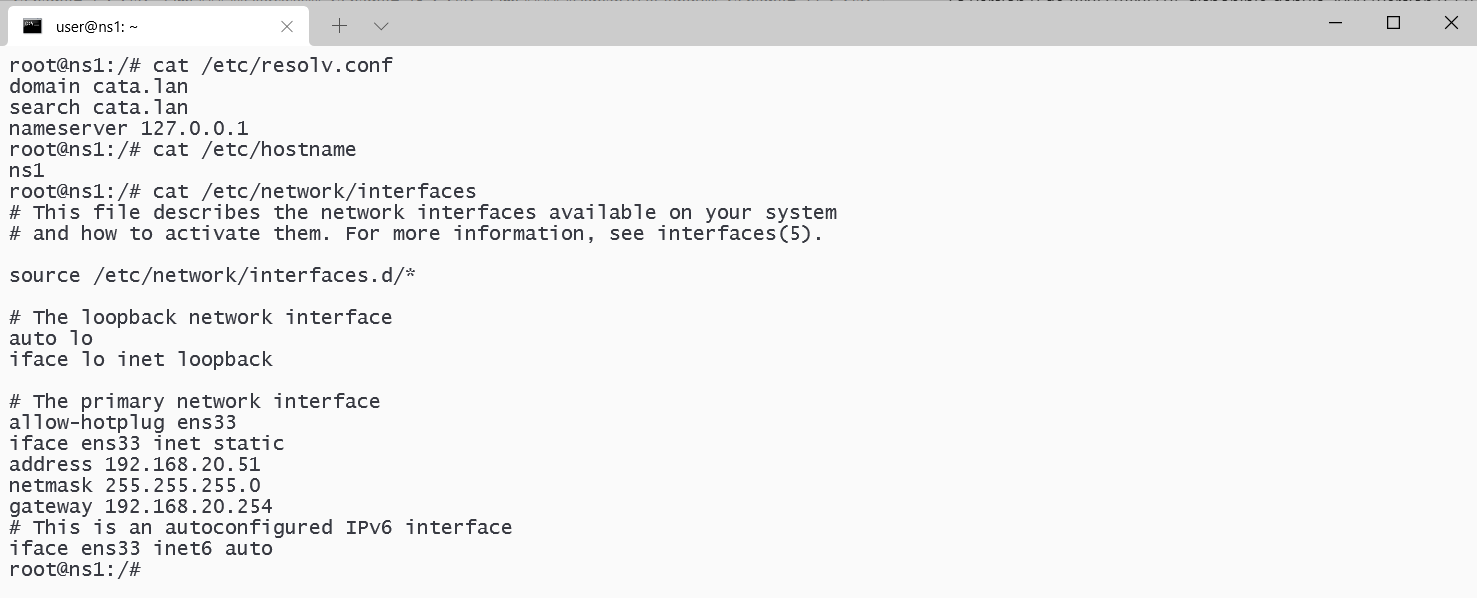 user@ns1: ~
root@ns1:/# cat /etc/resolv.conf
domain cata.lan
search cata.lan
nameserver 127.0.0.1
root@ns1:/# cat /etc/hostname
ns1
root@ns1:/# cat /etc/network/interfaces
# This file describes the network interfaces available on your system
# and how to activate them. For more information, see interfaces(5).
source /etc/network/interfaces.d/*
# The loopback network interface
auto lo
iface lo inet loopback
# The primary network interface
allow-hotplug ens33
iface ens33 inet static
address 192.168.20.51
netmask 255.255.255.0
gateway 192.168.20.254
# This is an autoconfigured IPv6 interface
iface ens33 inet6 auto
root@ns1:/#